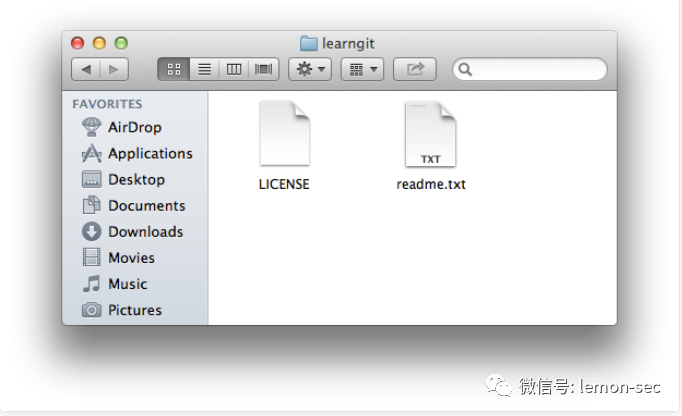 learngit
FAVORITES
AirDrop
Applications
Desktop
Documents
Downloads
Movies
Music
Pictures
LICENSE
TXT
readme.txt
微信号: lemon-sec